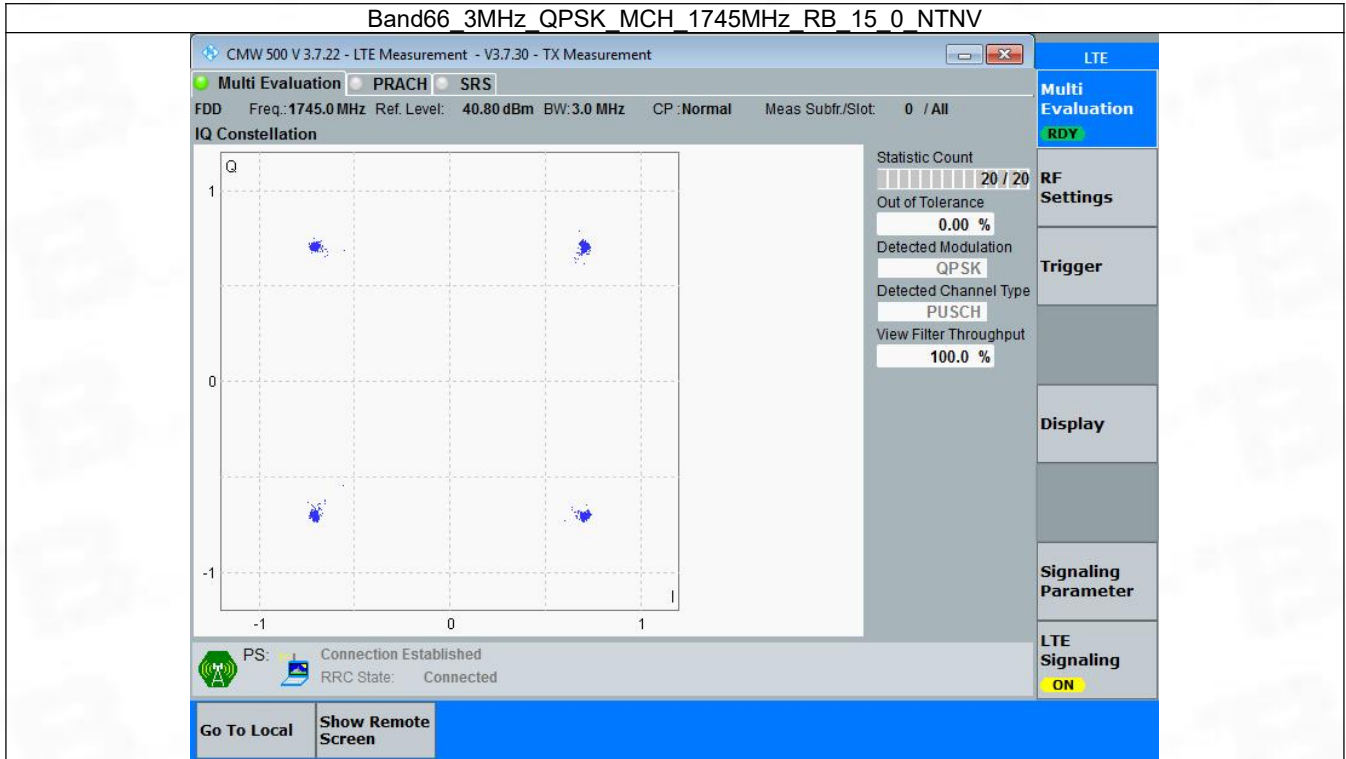 Band66_3MHz_QPSK_MCH_1745MHz_RB_15_0_NTNV
CMW 500 V 3.7.22 - LTE Measurement - V3.7.30 - TX Measurement
LTE
Multi Evaluation PRACH SRS
Multi
Evaluation
RDY
FDD Freq.:1745.0 MHz Ref. Level: 40.80 dBm BW:3.0 MHz CP :Normal Meas Subfr./Slot: 0 / All
IQ Constellation
Q
1
0
-1
I
-1 0 1
Statistic Count
20 / 20
Out of Tolerance
0.00 %
Detected Modulation
QPSK
Detected Channel Type
PUSCH
View Filter Throughput
100.0 %
RF
Settings
Trigger
Display
Signaling
Parameter
LTE
Signaling
ON
PS: Connection Established
RRC State: Connected
Go To Local
Show Remote
Screen